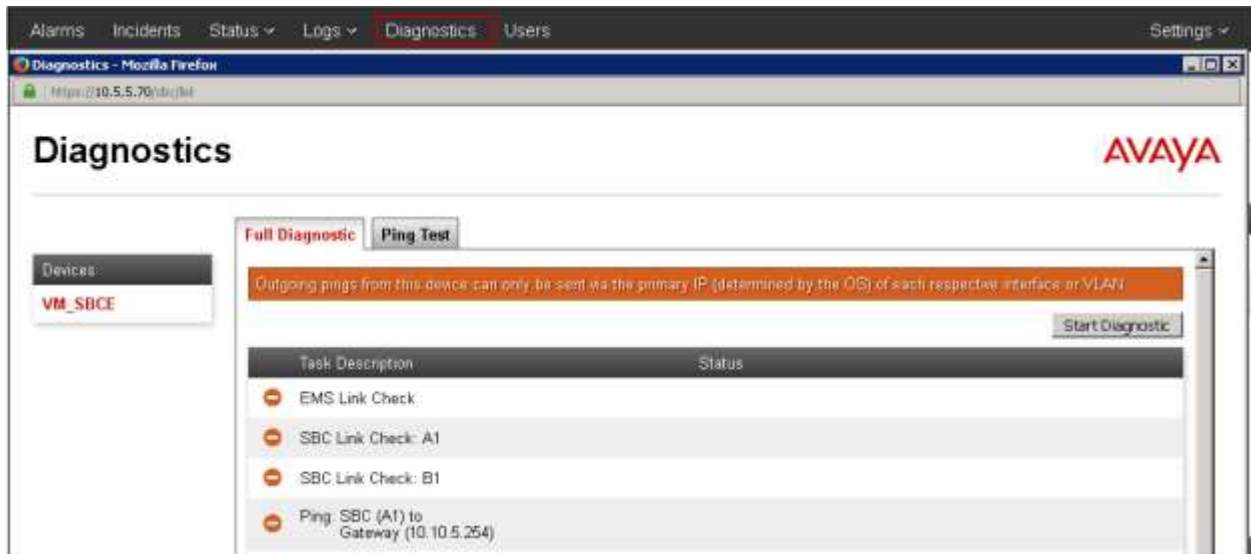 Alarms Incidents Status Logs Diagnostics Users Settings
Diagnostics - Mozilla Firefox
https://10.5.5.70/sbc/list
Diagnostics
AVAYA
Full Diagnostic Ping Test
Devices
VM_SBCE
Outgoing pings from this device can only be sent via the primary IP (determined by the OS) of each respective interface or VLAN.
Start Diagnostic
Task Description Status
EMS Link Check
SBC Link Check: A1
SBC Link Check: B1
Ping: SBC (A1) to
Gateway (10.10.5.254)